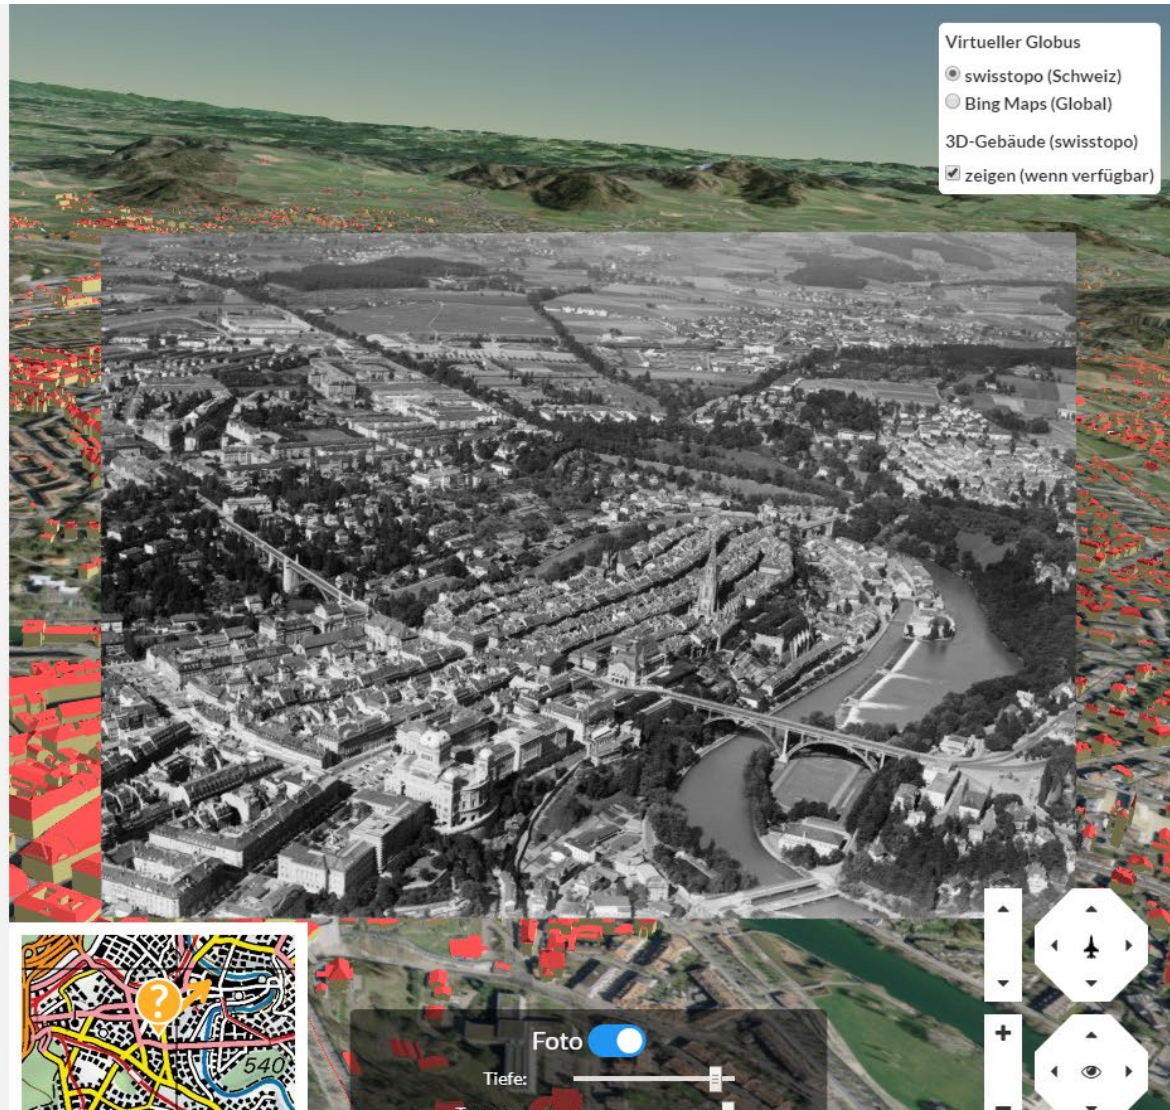 Virtueller Globus
swisstopo (Schweiz)
Bing Maps (Global)
3D-Gebäude (swisstopo)
zeigen (wenn verfügbar)
?
540
Foto
Tiefe: